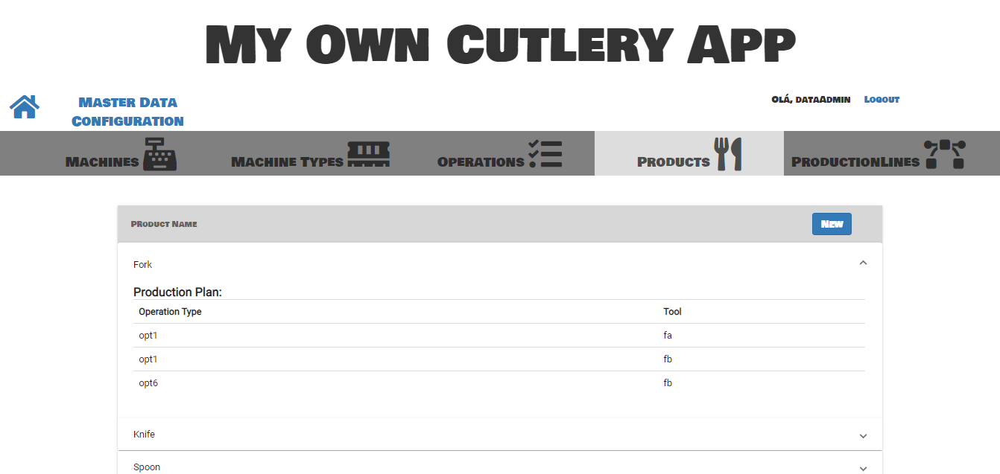 My Own Cutlery App
Master Data
Configuration
Olá, dataAdmin Logout
Machines Machine Types Operations Products ProductionLines
Product Name New
Fork
Production Plan:
Operation Type Tool
opt1 fa
opt1 fb
opt6 fb
Knife
Spoon